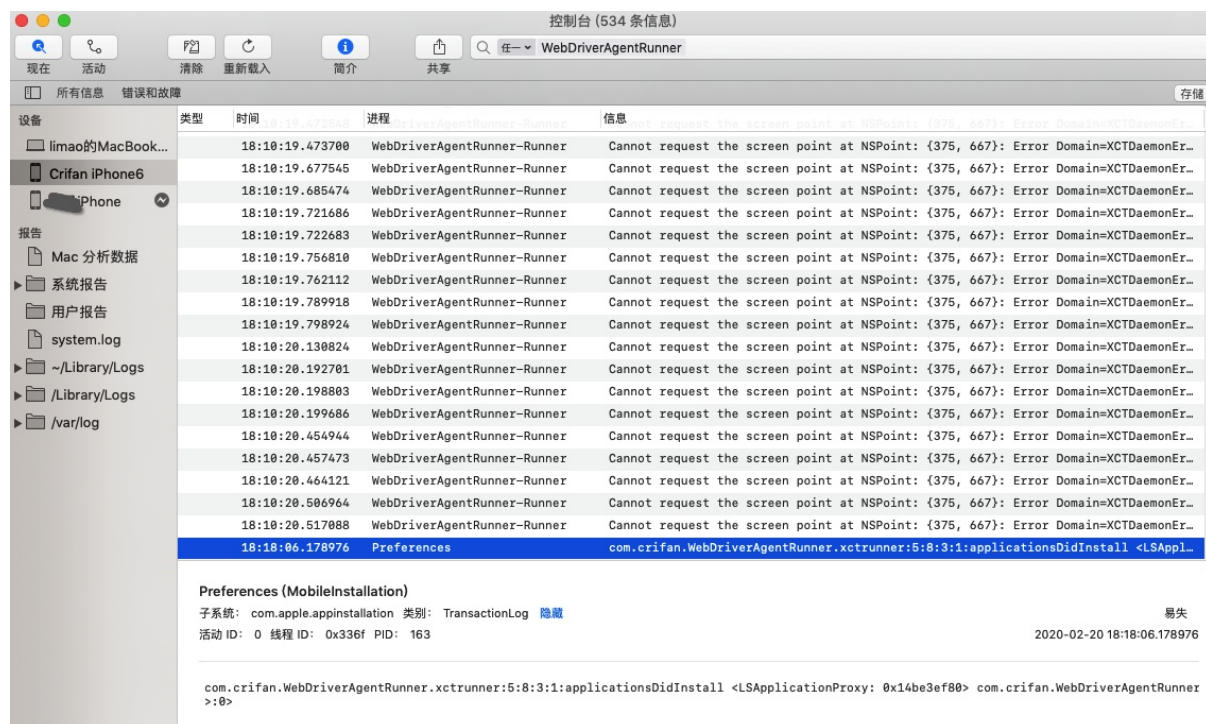 控制台 (534 条信息)
任一 WebDriverAgentRunner
现在 活动 清除 重新载入 简介 共享
所有信息 错误和故障 存储
设备
limao的MacBook...
Crifan iPhone6
iPhone
报告
Mac 分析数据
系统报告
用户报告
system.log
~/Library/Logs
/Library/Logs
/var/log
类型 时间 进程 信息
18:10:19.473700 WebDriverAgentRunner-Runner Cannot request the screen point at NSPoint: {375, 667}: Error Domain=XCTDaemonEr…
18:10:19.677545 WebDriverAgentRunner-Runner Cannot request the screen point at NSPoint: {375, 667}: Error Domain=XCTDaemonEr…
18:10:19.685474 WebDriverAgentRunner-Runner Cannot request the screen point at NSPoint: {375, 667}: Error Domain=XCTDaemonEr…
18:10:19.721686 WebDriverAgentRunner-Runner Cannot request the screen point at NSPoint: {375, 667}: Error Domain=XCTDaemonEr…
18:10:19.722683 WebDriverAgentRunner-Runner Cannot request the screen point at NSPoint: {375, 667}: Error Domain=XCTDaemonEr…
18:10:19.756810 WebDriverAgentRunner-Runner Cannot request the screen point at NSPoint: {375, 667}: Error Domain=XCTDaemonEr…
18:10:19.762112 WebDriverAgentRunner-Runner Cannot request the screen point at NSPoint: {375, 667}: Error Domain=XCTDaemonEr…
18:10:19.789918 WebDriverAgentRunner-Runner Cannot request the screen point at NSPoint: {375, 667}: Error Domain=XCTDaemonEr…
18:10:19.798924 WebDriverAgentRunner-Runner Cannot request the screen point at NSPoint: {375, 667}: Error Domain=XCTDaemonEr…
18:10:20.130824 WebDriverAgentRunner-Runner Cannot request the screen point at NSPoint: {375, 667}: Error Domain=XCTDaemonEr…
18:10:20.192701 WebDriverAgentRunner-Runner Cannot request the screen point at NSPoint: {375, 667}: Error Domain=XCTDaemonEr…
18:10:20.198803 WebDriverAgentRunner-Runner Cannot request the screen point at NSPoint: {375, 667}: Error Domain=XCTDaemonEr…
18:10:20.199686 WebDriverAgentRunner-Runner Cannot request the screen point at NSPoint: {375, 667}: Error Domain=XCTDaemonEr…
18:10:20.454944 WebDriverAgentRunner-Runner Cannot request the screen point at NSPoint: {375, 667}: Error Domain=XCTDaemonEr…
18:10:20.457473 WebDriverAgentRunner-Runner Cannot request the screen point at NSPoint: {375, 667}: Error Domain=XCTDaemonEr…
18:10:20.464121 WebDriverAgentRunner-Runner Cannot request the screen point at NSPoint: {375, 667}: Error Domain=XCTDaemonEr…
18:10:20.506964 WebDriverAgentRunner-Runner Cannot request the screen point at NSPoint: {375, 667}: Error Domain=XCTDaemonEr…
18:10:20.517088 WebDriverAgentRunner-Runner Cannot request the screen point at NSPoint: {375, 667}: Error Domain=XCTDaemonEr…
18:18:06.178976 Preferences com.crifan.WebDriverAgentRunner.xctrunner:5:8:3:1:applicationsDidInstall <LSAppl…
Preferences (MobileInstallation)
子系统： com.apple.appinstallation 类别： TransactionLog 隐藏 易失
活动 ID： 0 线程 ID： 0x336f PID： 163 2020-02-20 18:18:06.178976
com.crifan.WebDriverAgentRunner.xctrunner:5:8:3:1:applicationsDidInstall <LSApplicationProxy: 0x14be3ef80> com.crifan.WebDriverAgentRunner
>:0>